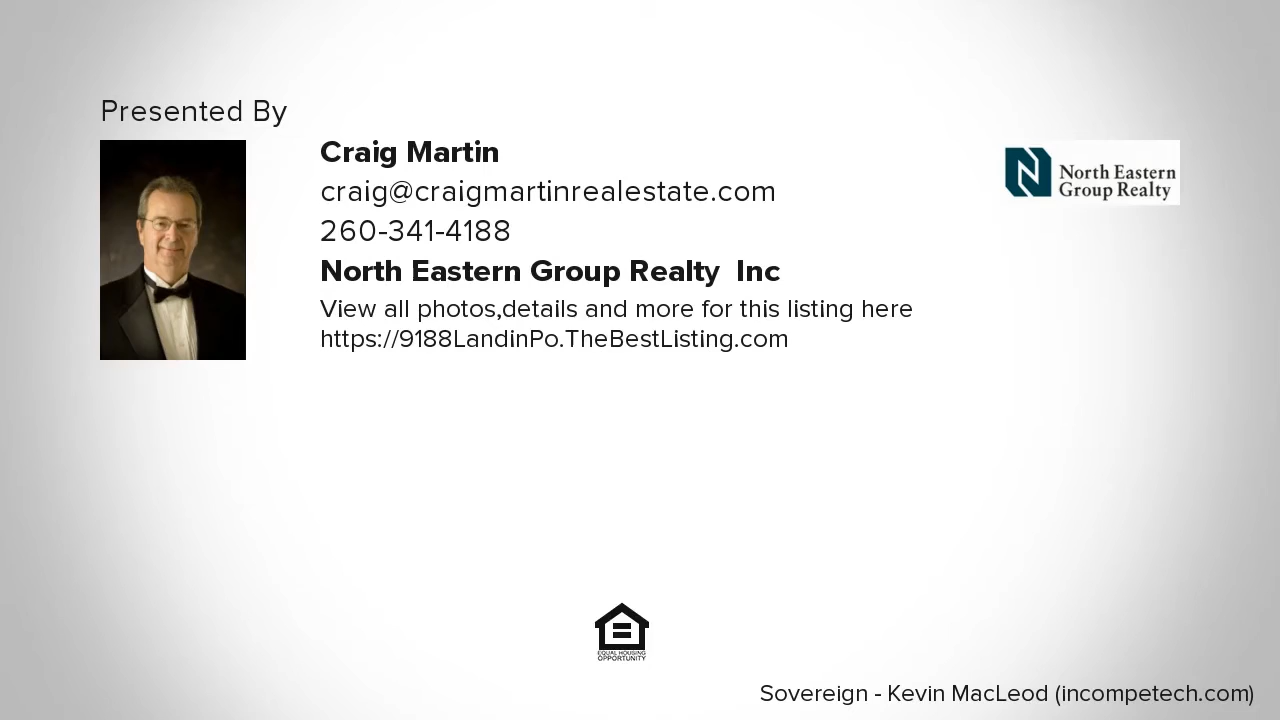 Presented By
Craig Martin
craig@craigmartinrealestate.com
260-341-4188
North Eastern Group Realty  Inc
View all photos,details and more for this listing here
https://9188LandinPo.TheBestListing.com
North Eastern
Group Realty
EQUAL HOUSING
OPPORTUNITY
Sovereign - Kevin MacLeod (incompetech.com)